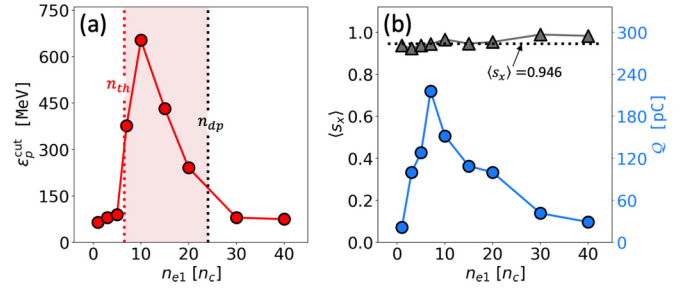 (a)
750
600
450
300
150
0
ε_p^cut [MeV]
n_th
n_dp
0 10 20 30 40
n_e1 [n_c]
(b)
1.0
0.8
0.6
0.4
0.2
0.0
⟨s_x⟩
⟨s_x⟩=0.946
300
240
180
120
60
0
Q [pC]
0 10 20 30 40
n_e1 [n_c]